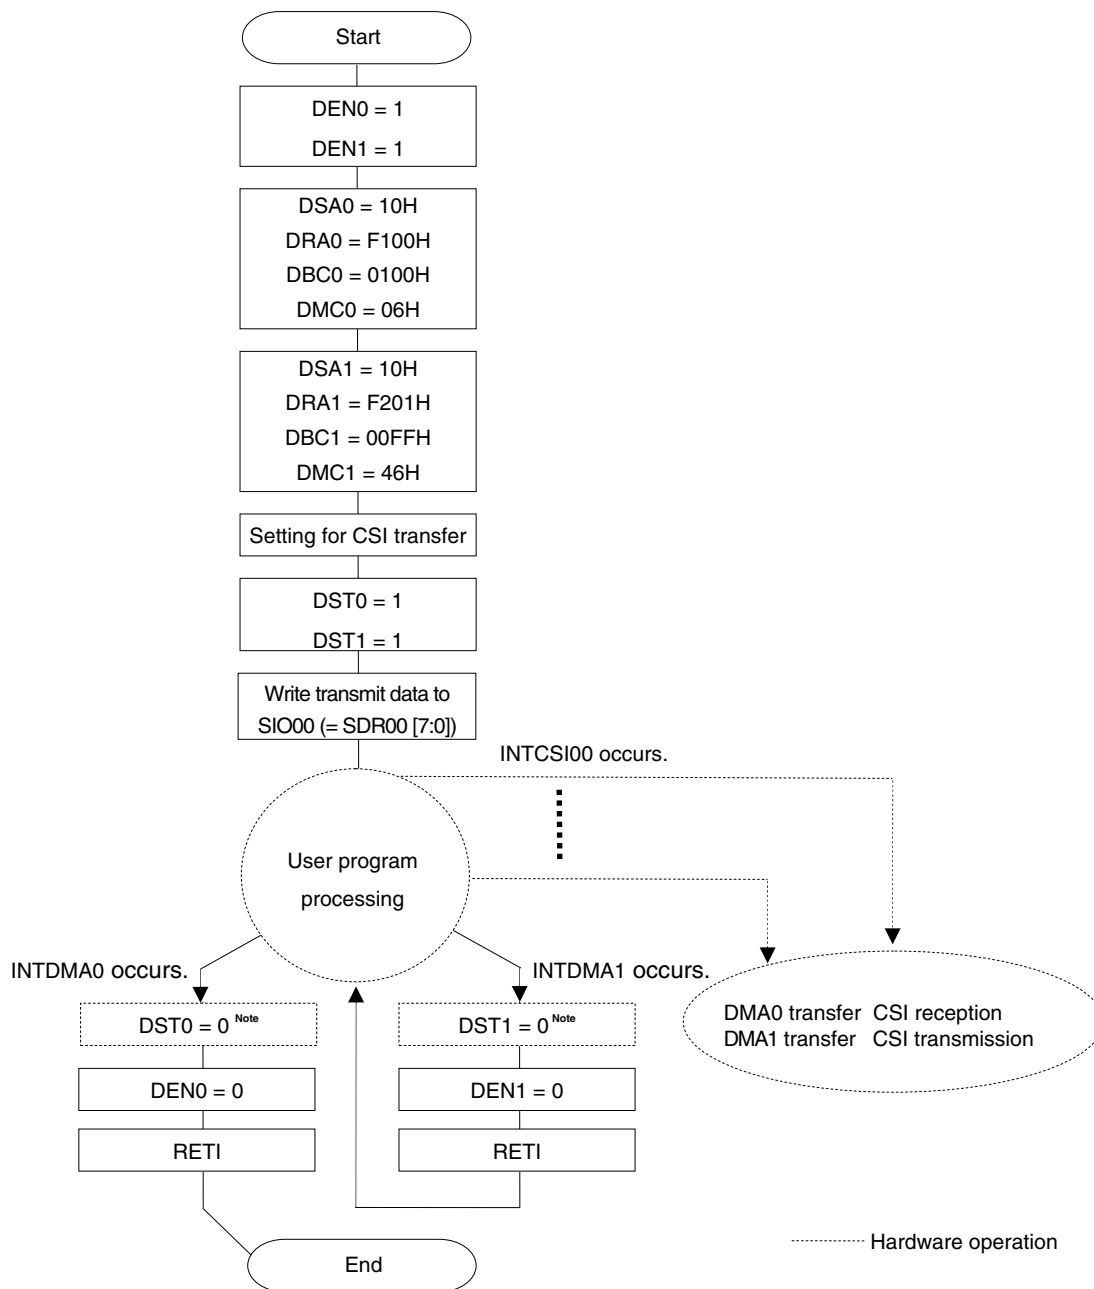 Start
DEN0 = 1
DEN1 = 1
DSA0 = 10H
DRA0 = F100H
DBC0 = 0100H
DMC0 = 06H
DSA1 = 10H
DRA1 = F201H
DBC1 = 00FFH
DMC1 = 46H
Setting for CSI transfer
DST0 = 1
DST1 = 1
Write transmit data to
SIO00 (= SDR00 [7:0])
INTCSI00 occurs.
User program
processing
INTDMA0 occurs.
INTDMA1 occurs.
DST0 = 0 Note
DST1 = 0 Note
DMA0 transfer CSI reception
DMA1 transfer CSI transmission
DEN0 = 0
DEN1 = 0
RETI
RETI
Hardware operation
End